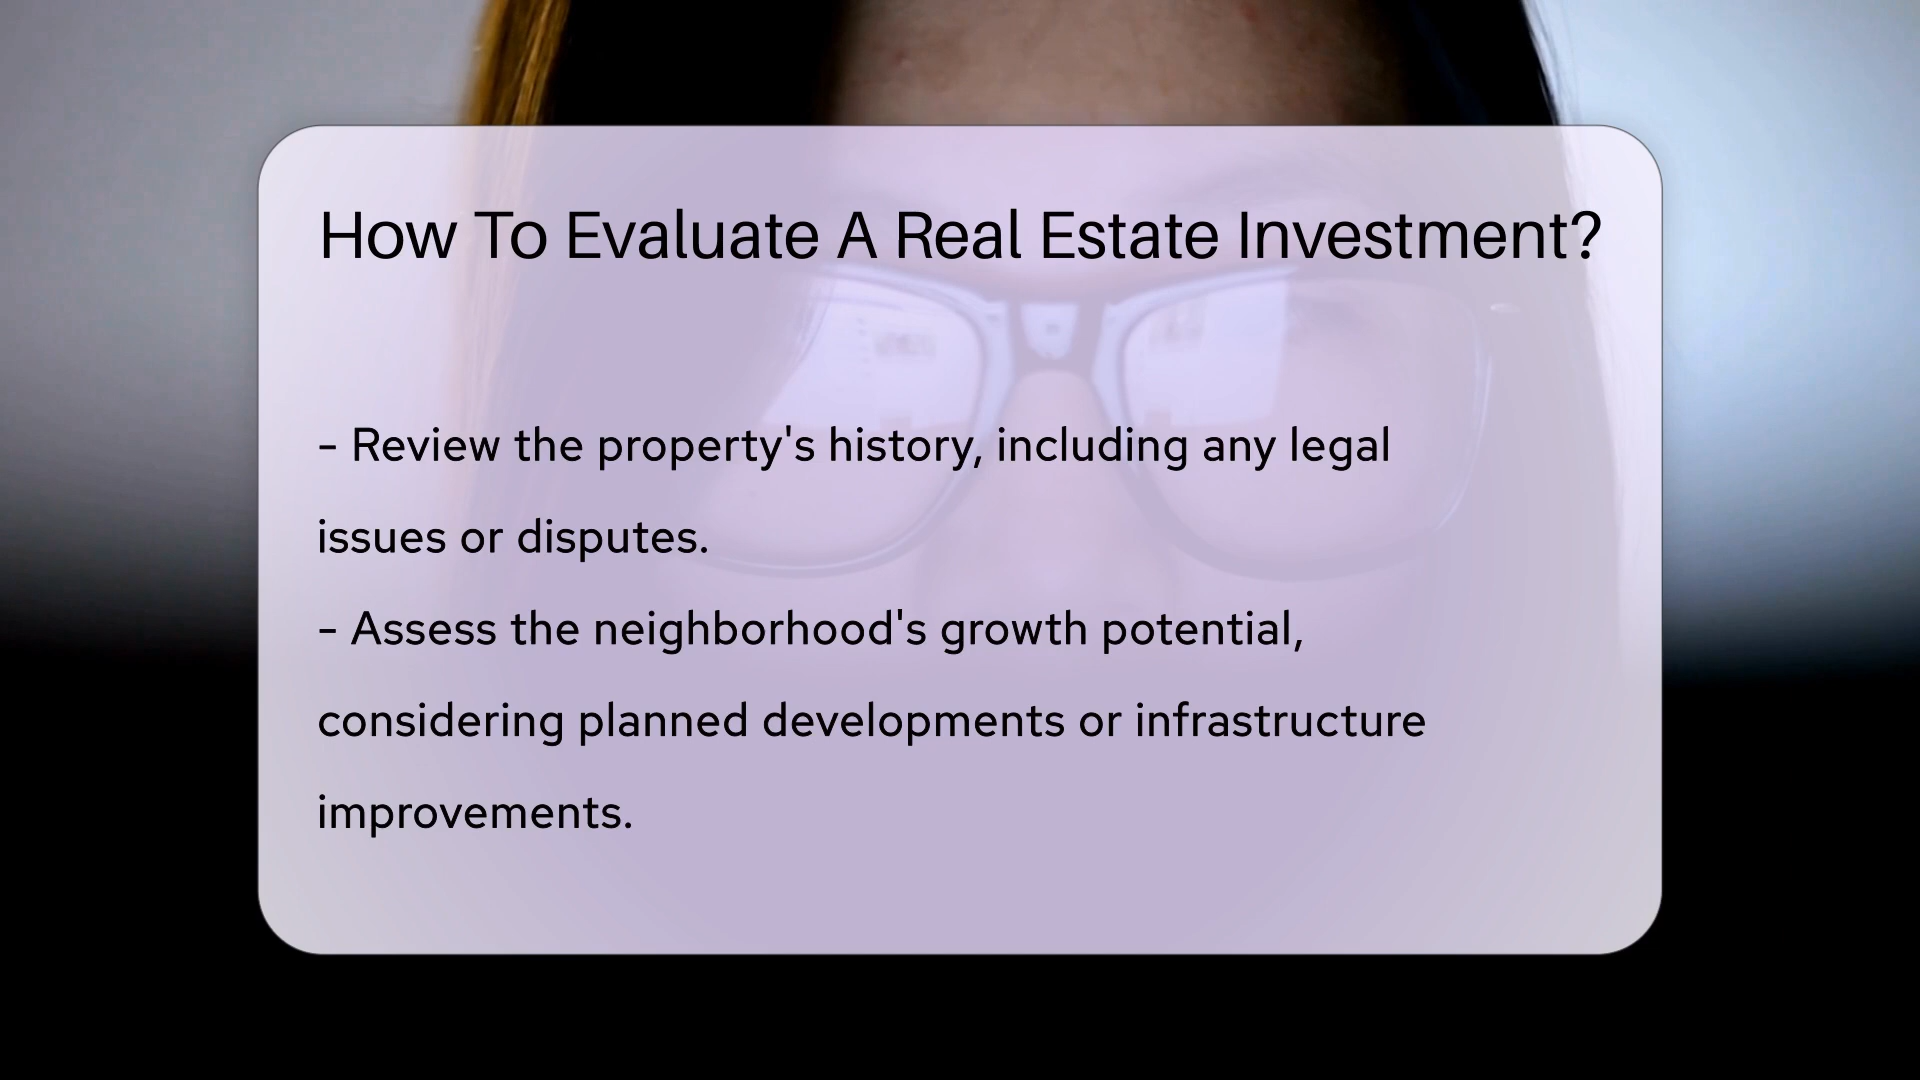 How To Evaluate A Real Estate Investment?
- Review the property's history, including any legal
issues or disputes.
- Assess the neighborhood's growth potential,
considering planned developments or infrastructure
improvements.